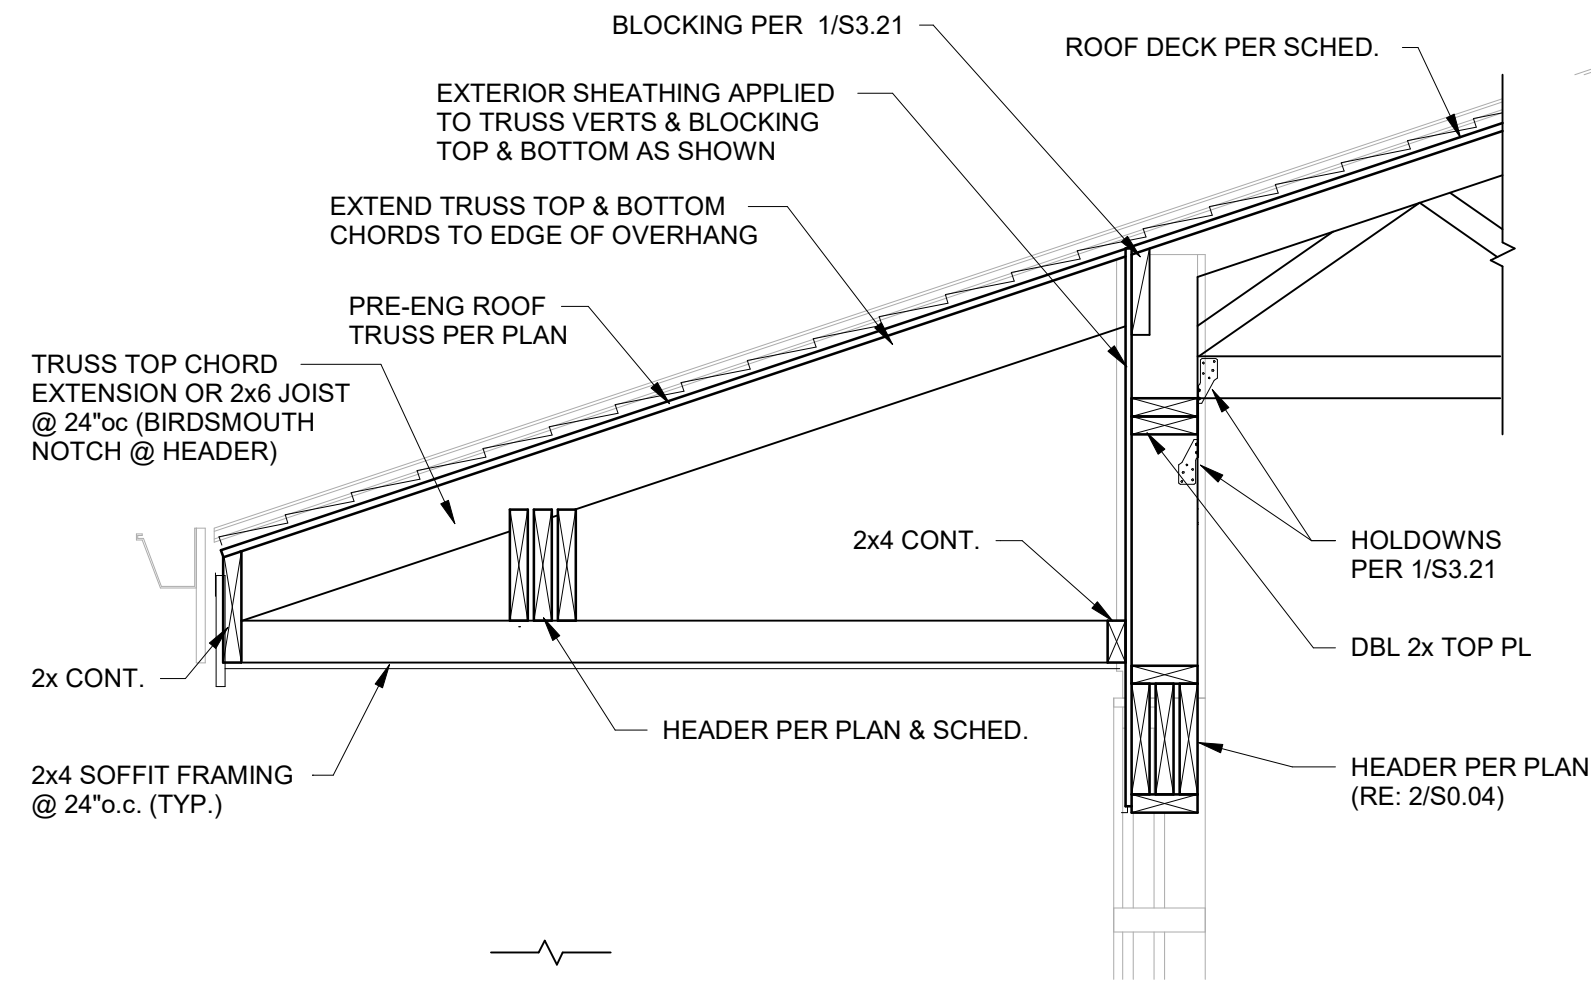 BLOCKING PER 1/S3.21
ROOF DECK PER SCHED.
EXTERIOR SHEATHING APPLIED
TO TRUSS VERTS & BLOCKING
TOP & BOTTOM AS SHOWN
EXTEND TRUSS TOP & BOTTOM
CHORDS TO EDGE OF OVERHANG
PRE-ENG ROOF
TRUSS PER PLAN
TRUSS TOP CHORD
EXTENSION OR 2x6 JOIST
@ 24"oc (BIRDSMOUTH
NOTCH @ HEADER)
2x4 CONT.
HOLDOWNS
PER 1/S3.21
DBL 2x TOP PL
2x CONT.
HEADER PER PLAN & SCHED.
2x4 SOFFIT FRAMING
@ 24"o.c. (TYP.)
HEADER PER PLAN
(RE: 2/S0.04)